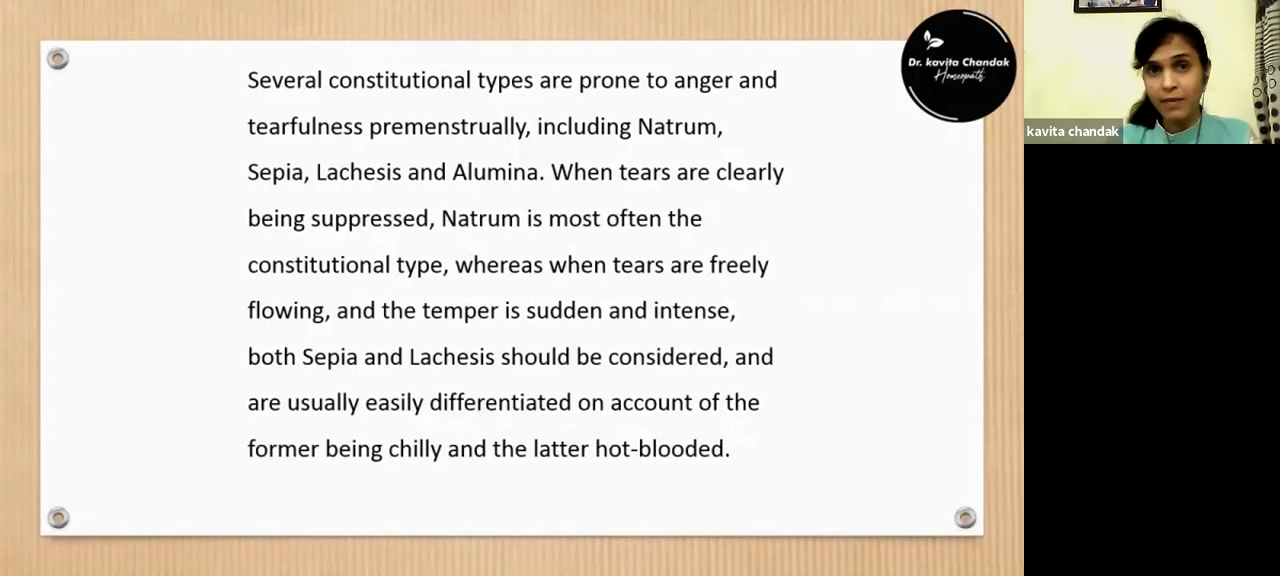 Several constitutional types are prone to anger and
tearfulness premenstrually, including Natrum,
Sepia, Lachesis and Alumina. When tears are clearly
being suppressed, Natrum is most often the
constitutional type, whereas when tears are freely
flowing, and the temper is sudden and intense,
both Sepia and Lachesis should be considered, and
are usually easily differentiated on account of the
former being chilly and the latter hot-blooded.
Dr. kavita Chandak
Homeopath
kavita chandak